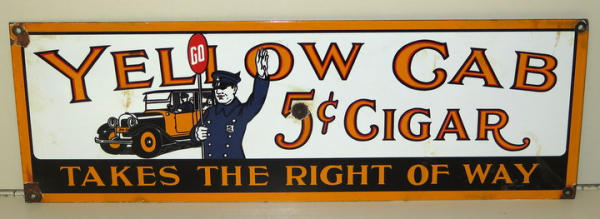 YELLOW CAB
GO
5¢ CIGAR
TAKES THE RIGHT OF WAY